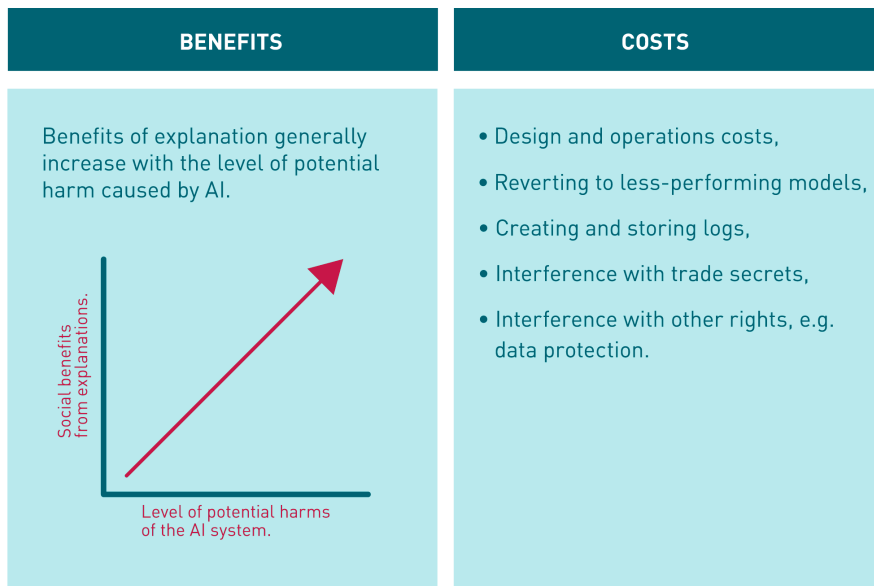 BENEFITS
Benefits of explanation generally
increase with the level of potential
harm caused by AI.
Social benefits
from explanations.
Level of potential harms
of the AI system.
COSTS
• Design and operations costs,
• Reverting to less-performing models,
• Creating and storing logs,
• Interference with trade secrets,
• Interference with other rights, e.g.
data protection.